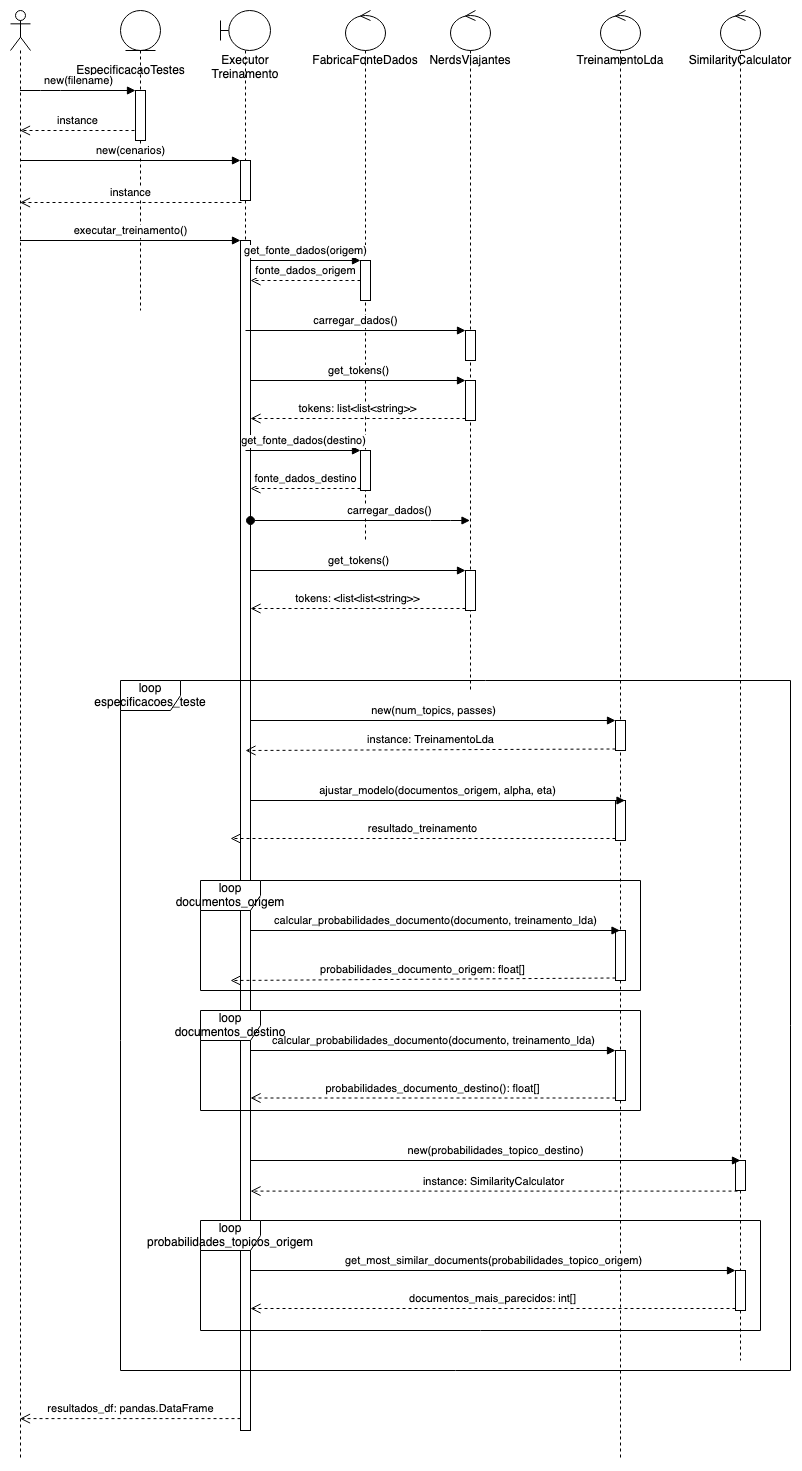 EspecificacaoTestes
Executor
Treinamento
FabricaFonteDados
NerdsViajantes
TreinamentoLda
SimilarityCalculator
new(filename)
instance
new(cenarios)
instance
executar_treinamento()
get_fonte_dados(origem)
fonte_dados_origem
carregar_dados()
get_tokens()
tokens: list<list<string>>
get_fonte_dados(destino)
fonte_dados_destino
carregar_dados()
get_tokens()
tokens: <list<list<string>>
loop
especificacoes_teste
new(num_topics, passes)
instance: TreinamentoLda
ajustar_modelo(documentos_origem, alpha, eta)
resultado_treinamento
loop
documentos_origem
calcular_probabilidades_documento(documento, treinamento_lda)
probabilidades_documento_origem: float[]
loop
documentos_destino
calcular_probabilidades_documento(documento, treinamento_lda)
probabilidades_documento_destino(): float[]
new(probabilidades_topico_destino)
instance: SimilarityCalculator
loop
probabilidades_topicos_origem
get_most_similar_documents(probabilidades_topico_origem)
documentos_mais_parecidos: int[]
resultados_df: pandas.DataFrame